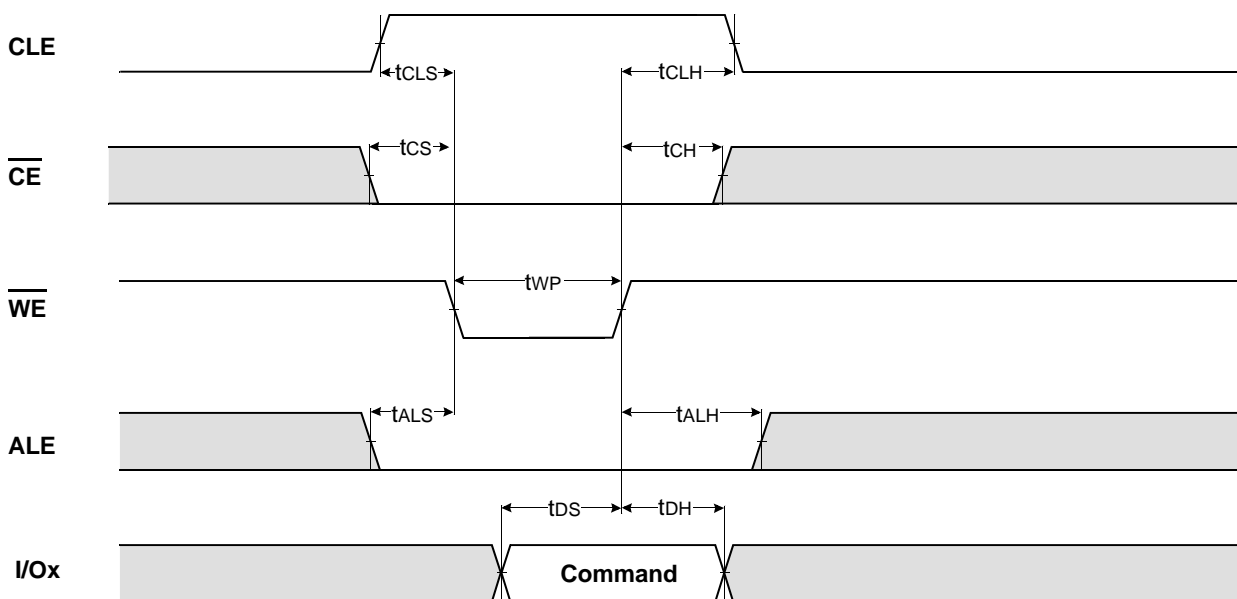 CLE
tCLS
tCLH
CE
tCS
tCH
WE
tWP
ALE
tALS
tALH
tDS
tDH
I/Ox
Command